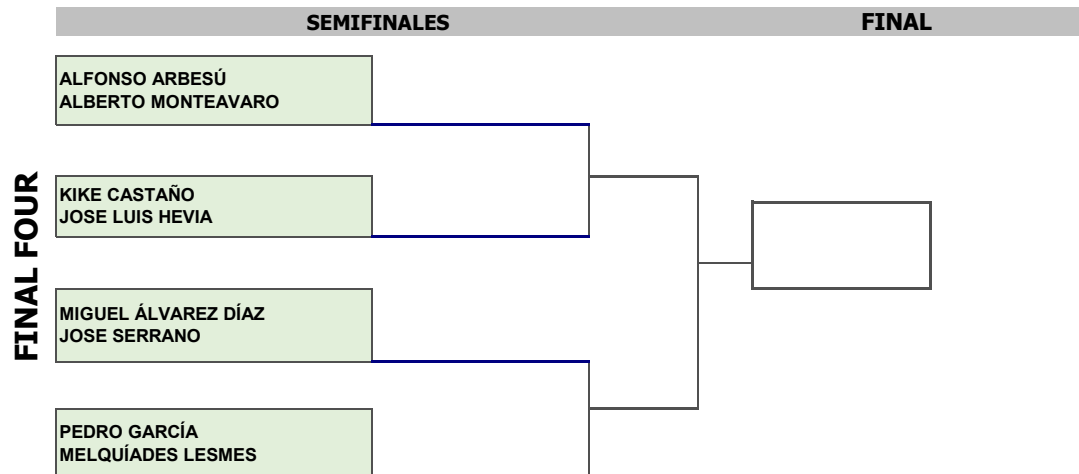 SEMIFINALES
FINAL
FINAL FOUR
ALFONSO ARBESÚ
ALBERTO MONTEAVARO
KIKE CASTAÑO
JOSE LUIS HEVIA
MIGUEL ÁLVAREZ DÍAZ
JOSE SERRANO
PEDRO GARCÍA
MELQUÍADES LESMES